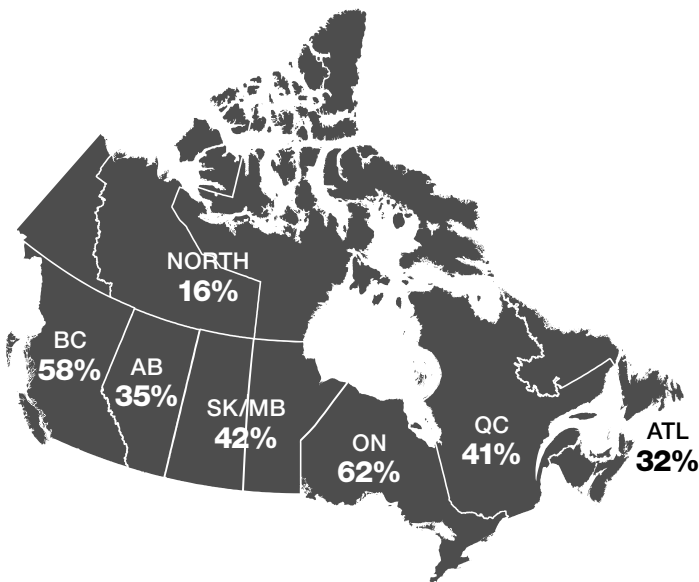 NORTH
16%
BC
58%
AB
35%
SK/MB
42%
ON
62%
QC
41%
ATL
32%